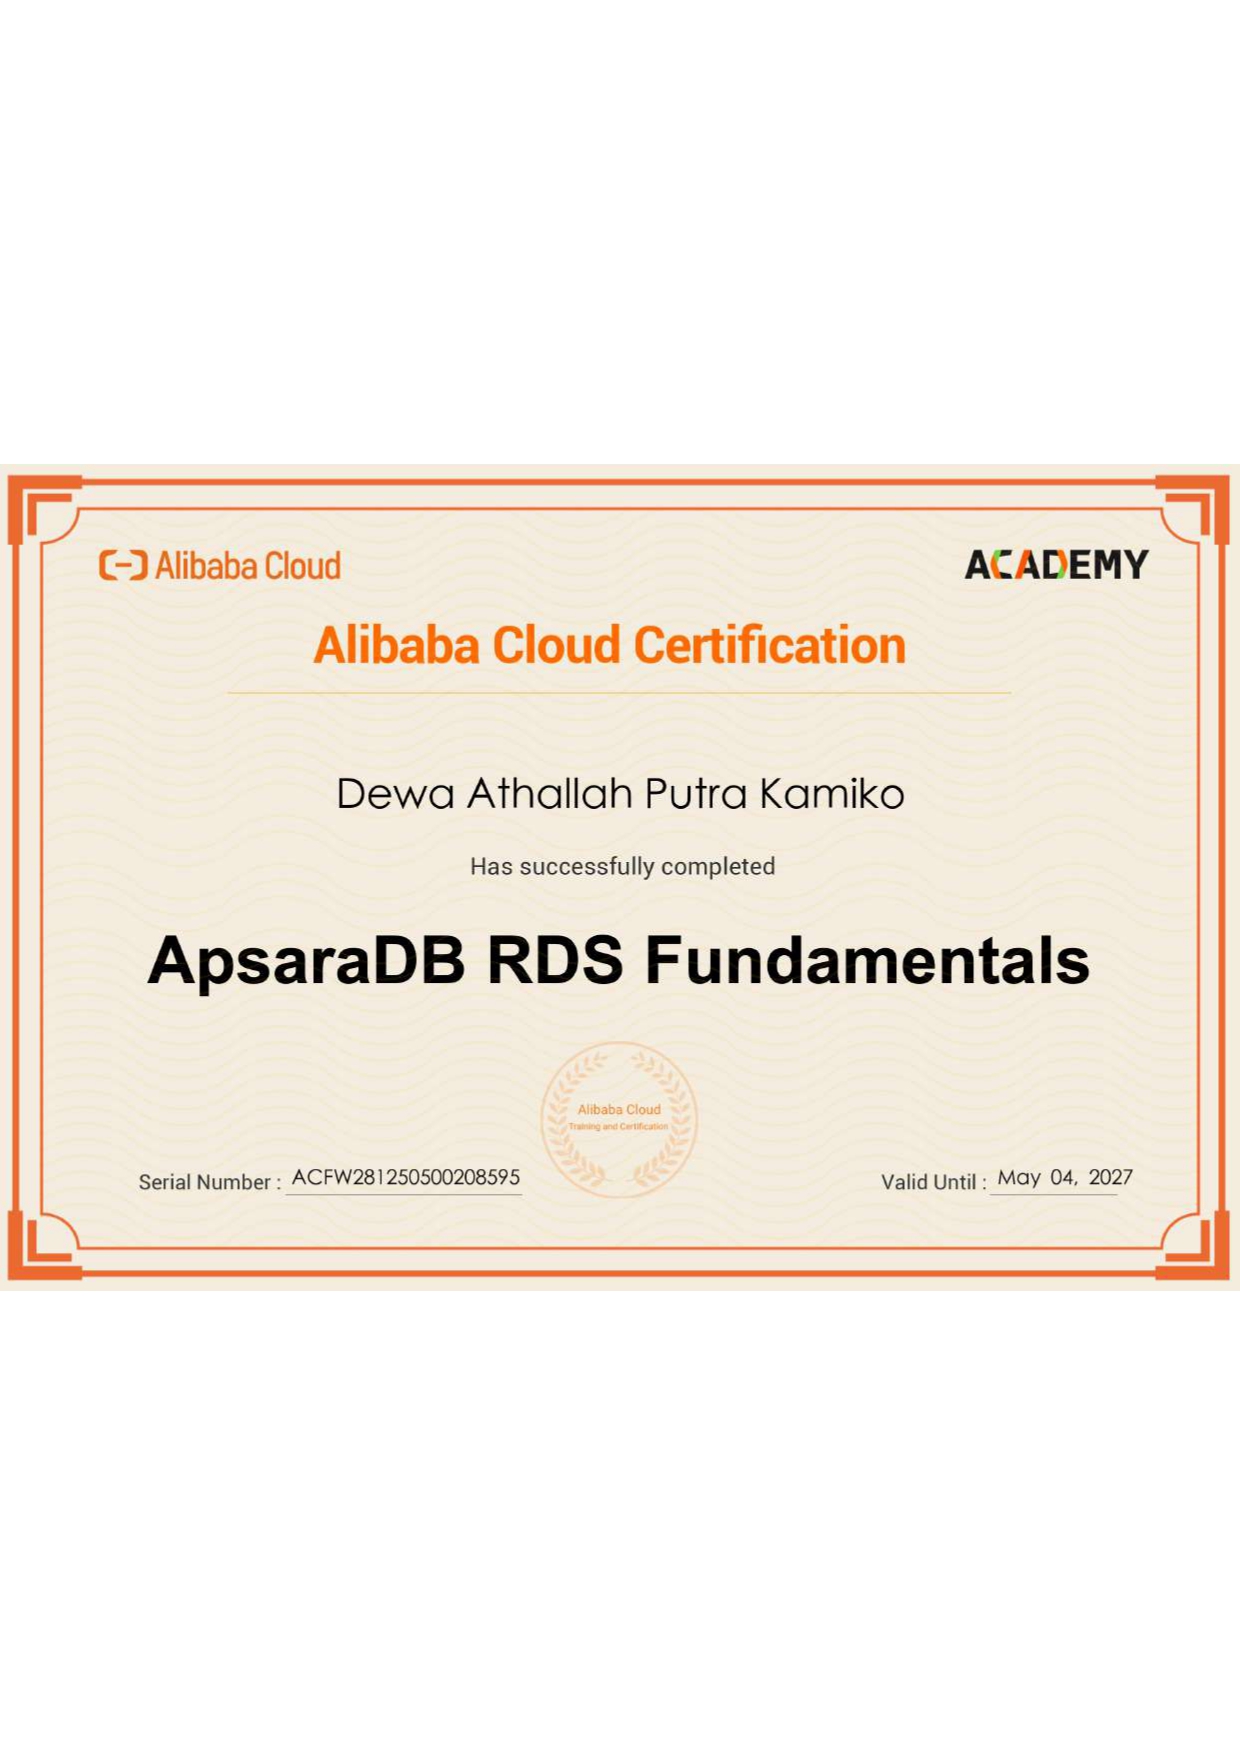 Alibaba Cloud
ACADEMY
Alibaba Cloud Certification
Dewa Athallah Putra Kamiko
Has successfully completed
ApsaraDB RDS Fundamentals
Alibaba Cloud
Training and Certification
Serial Number : ACFW281250500208595
Valid Until : May 04, 2027